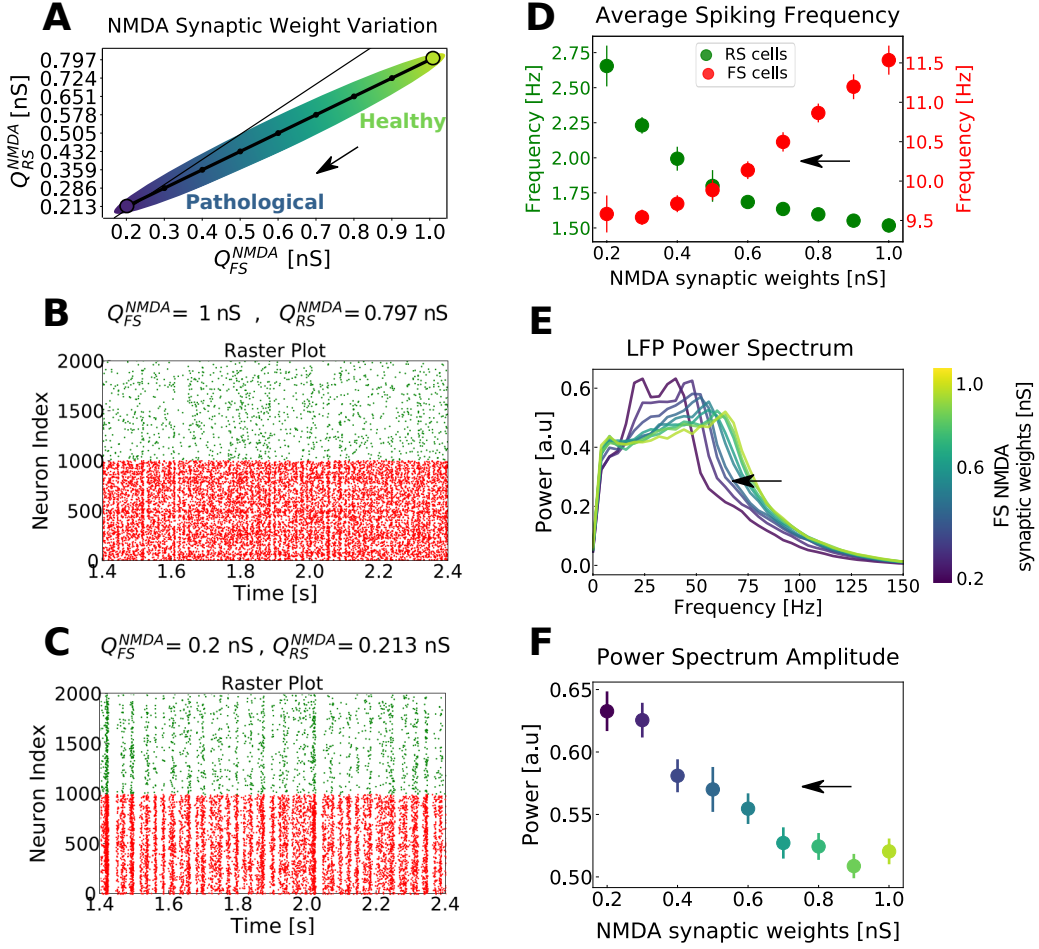 A
NMDA Synaptic Weight Variation
Q_RS^NMDA [nS]
0.797
0.724
0.651
0.578
0.505
0.432
0.359
0.286
0.213
Healthy
Pathological
0.2 0.3 0.4 0.5 0.6 0.7 0.8 0.9 1.0
Q_FS^NMDA [nS]
B
Q_FS^NMDA = 1 nS , Q_RS^NMDA = 0.797 nS
Raster Plot
Neuron Index
2000
1500
1000
500
0
1.4 1.6 1.8 2.0 2.2 2.4
Time [s]
C
Q_FS^NMDA = 0.2 nS , Q_RS^NMDA = 0.213 nS
Raster Plot
Neuron Index
2000
1500
1000
500
0
1.4 1.6 1.8 2.0 2.2 2.4
Time [s]
D
Average Spiking Frequency
Frequency [Hz]
2.75
2.50
2.25
2.00
1.75
1.50
RS cells
FS cells
11.5
11.0
10.5
10.0
9.5
Frequency [Hz]
0.2 0.4 0.6 0.8 1.0
NMDA synaptic weights [nS]
E
LFP Power Spectrum
Power [a.u]
0.6
0.4
0.2
0.0
0 25 50 75 100 125 150
Frequency [Hz]
1.0
0.6
0.2
FS NMDA
synaptic weights [nS]
F
Power Spectrum Amplitude
Power [a.u]
0.65
0.60
0.55
0.50
0.2 0.4 0.6 0.8 1.0
NMDA synaptic weights [nS]